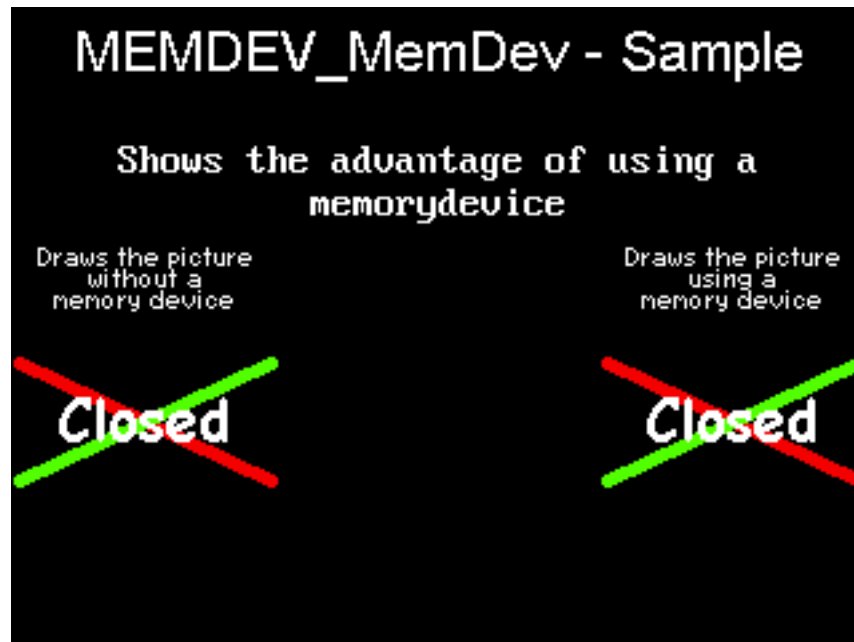 MEMDEV_MemDev - Sample
Shows the advantage of using a
memorydevice
Draws the picture
without a
memory device
Draws the picture
using a
memory device
Closed
Closed